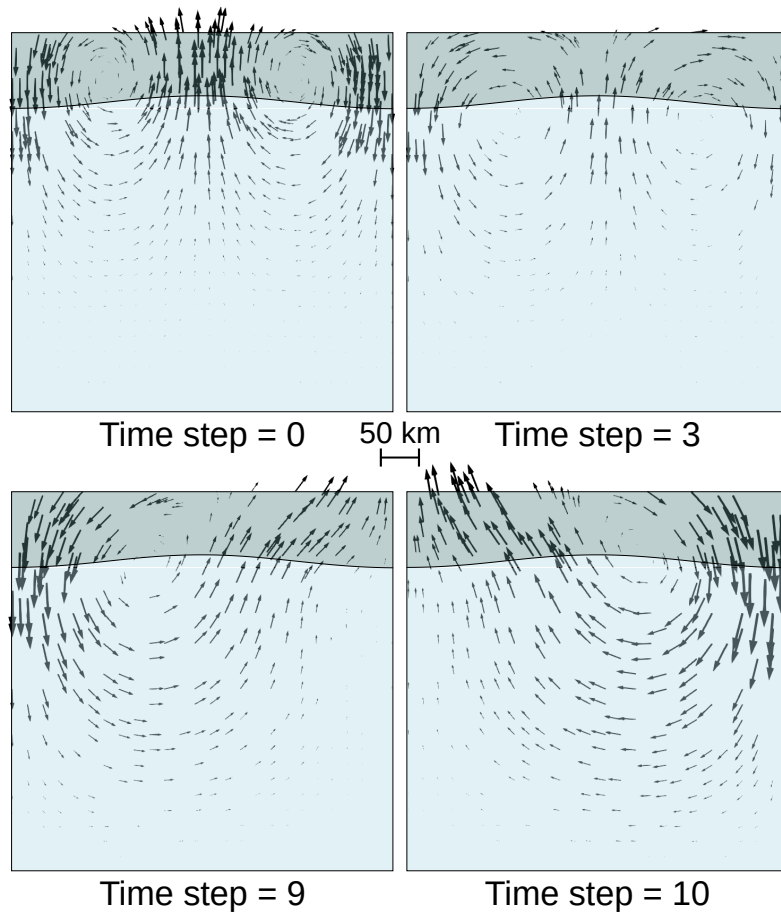 Time step = 0
50 km
Time step = 3
Time step = 9
Time step = 10